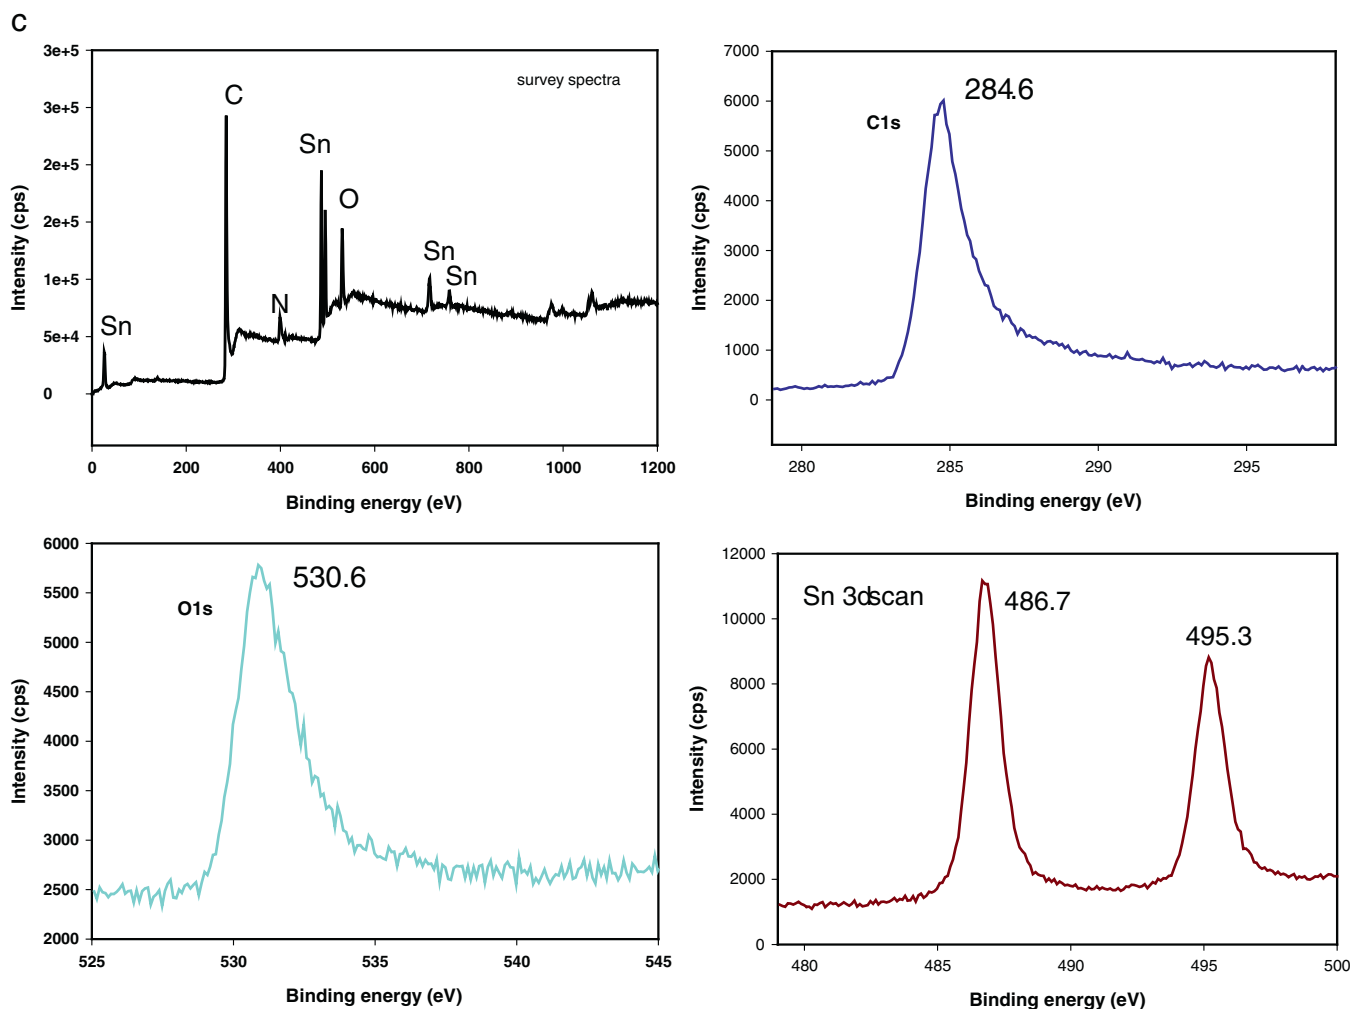 C
3e+5
3e+5
2e+5
2e+5
1e+5
5e+4
0
Intensity (cps)
survey spectra
C
Sn
O
Sn
Sn
N
Sn
0 200 400 600 800 1000 1200
Binding energy (eV)
7000
6000
5000
4000
3000
2000
1000
0
Intensity (cps)
284.6
C1s
280 285 290 295
Binding energy (eV)
6000
5500
5000
4500
4000
3500
3000
2500
2000
Intensity (cps)
530.6
O1s
525 530 535 540 545
Binding energy (eV)
12000
10000
8000
6000
4000
2000
0
Intensity (cps)
Sn 3dscan
486.7
495.3
480 485 490 495 500
Binding energy (eV)